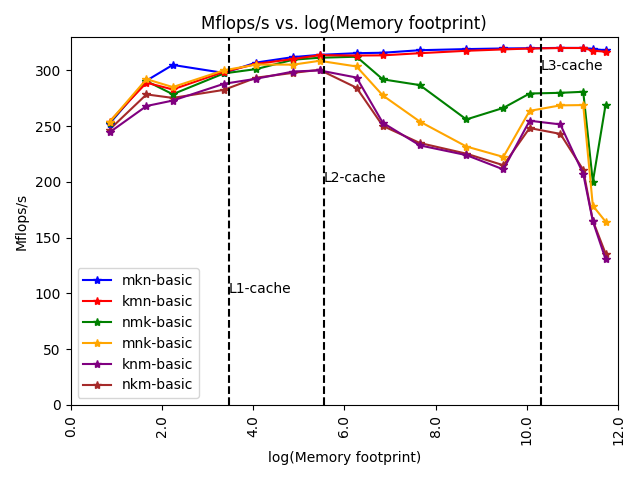 Mflops/s vs. log(Memory footprint)
Mflops/s
300
250
200
150
100
50
0
L3-cache
L2-cache
L1-cache
mkn-basic
kmn-basic
nmk-basic
mnk-basic
knm-basic
nkm-basic
0.0
2.0
4.0
6.0
8.0
10.0
12.0
log(Memory footprint)